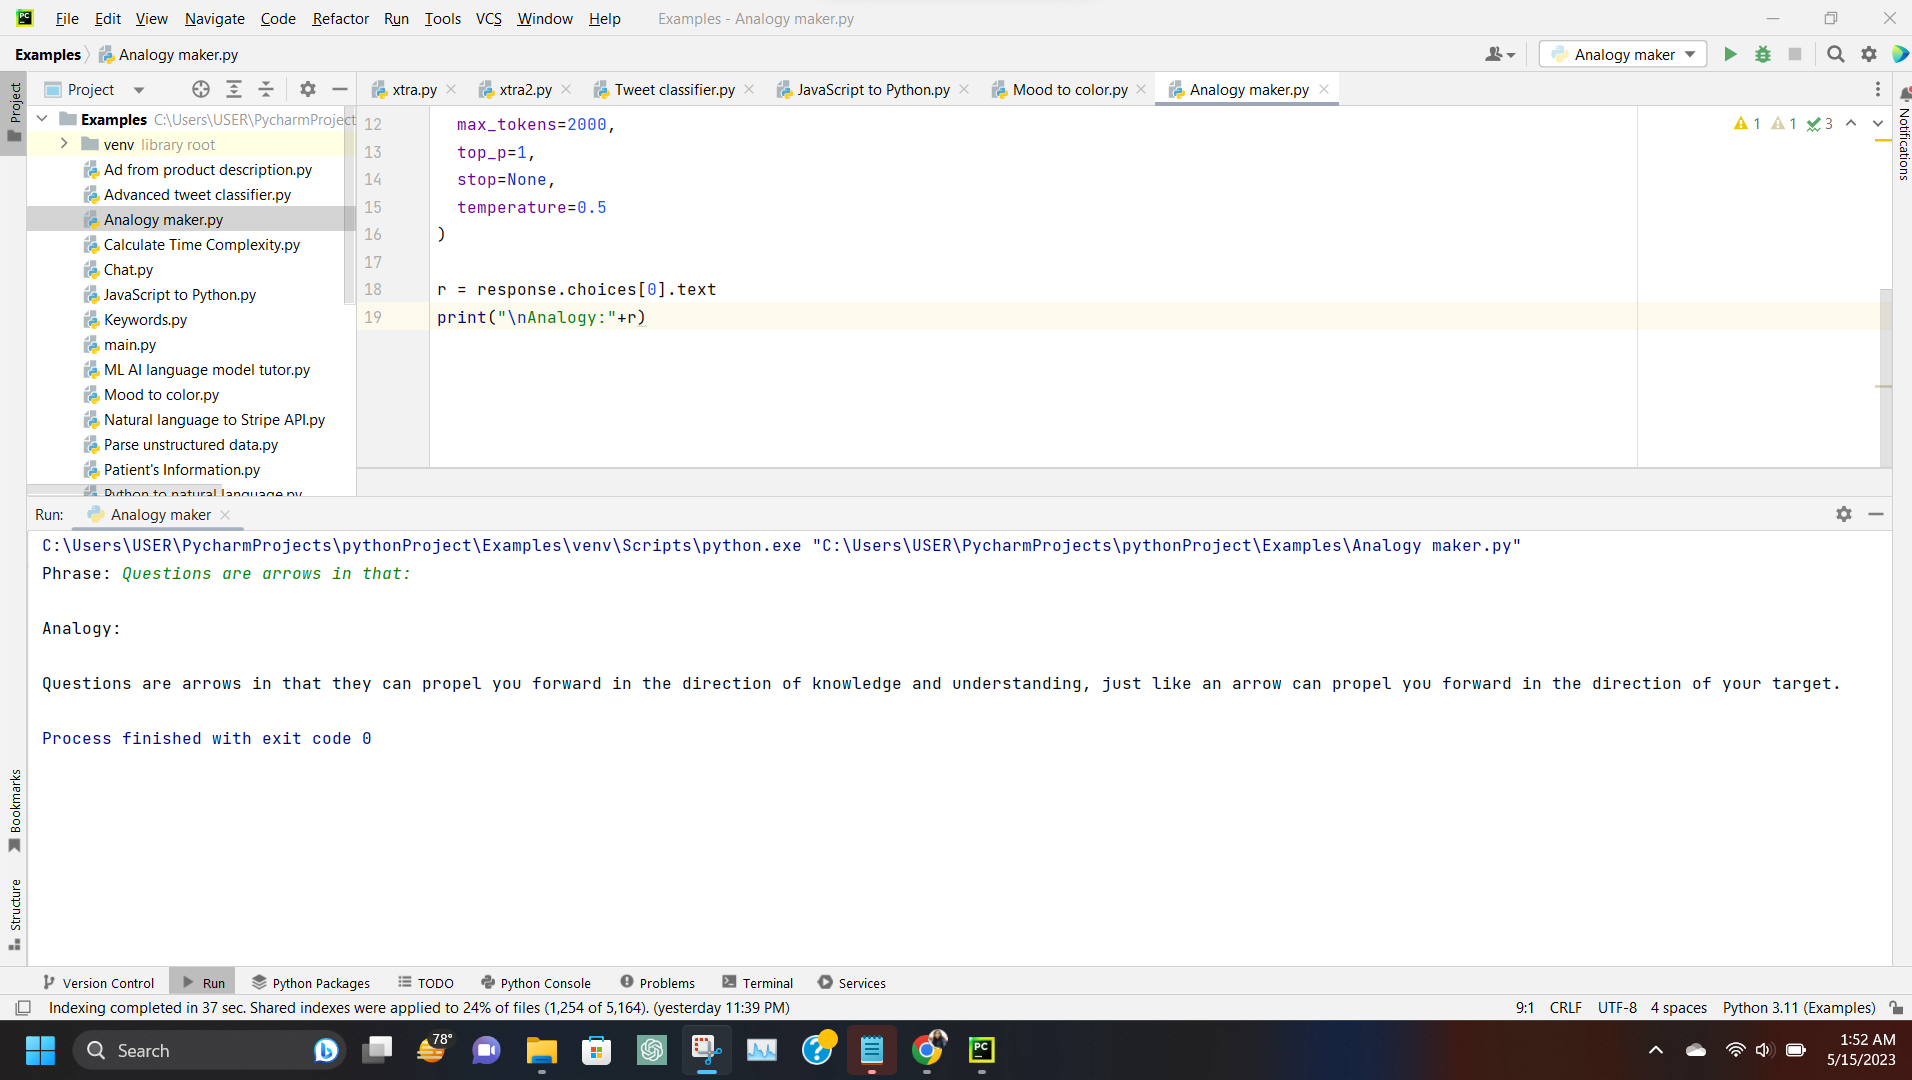 PC File Edit View Navigate Code Refactor Run Tools VCS Window Help Examples - Analogy maker.py
Examples Analogy maker.py Analogy maker
Project
Project
xtra.py xtra2.py Tweet classifier.py JavaScript to Python.py Mood to color.py Analogy maker.py
Notifications
Examples C:\Users\USER\PycharmProject
venv library root
Ad from product description.py
Advanced tweet classifier.py
Analogy maker.py
Calculate Time Complexity.py
Chat.py
JavaScript to Python.py
Keywords.py
main.py
ML AI language model tutor.py
Mood to color.py
Natural language to Stripe API.py
Parse unstructured data.py
Patient's Information.py
Python to natural language.py
12 max_tokens=2000,
1 1 3
13 top_p=1,
14 stop=None,
15 temperature=0.5
16 )
17
18 r = response.choices[0].text
19 print("\nAnalogy:"+r)
Run: Analogy maker
C:\Users\USER\PycharmProjects\pythonProject\Examples\venv\Scripts\python.exe "C:\Users\USER\PycharmProjects\pythonProject\Examples\Analogy maker.py"
Phrase: Questions are arrows in that:
Analogy:
Questions are arrows in that they can propel you forward in the direction of knowledge and understanding, just like an arrow can propel you forward in the direction of your target.
Process finished with exit code 0
Bookmarks
Structure
Version Control Run Python Packages TODO Python Console Problems Terminal Services
Indexing completed in 37 sec. Shared indexes were applied to 24% of files (1,254 of 5,164). (yesterday 11:39 PM) 9:1 CRLF UTF-8 4 spaces Python 3.11 (Examples)
Search 78° PC
1:52 AM
5/15/2023